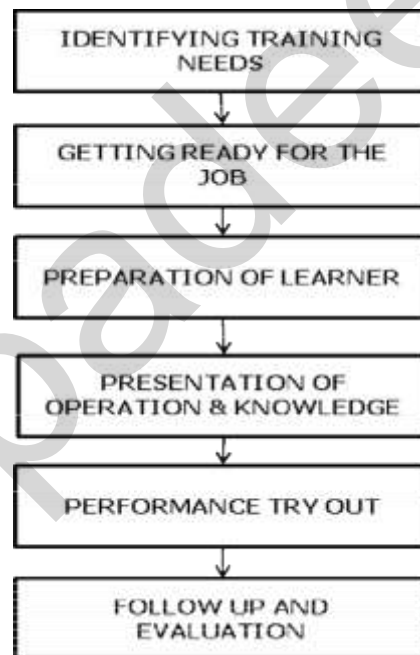 IDENTIFYING TRAINING
NEEDS
GETTING READY FOR THE
JOB
PREPARATION OF LEARNER
PRESENTATION OF
OPERATION & KNOWLEDGE
PERFORMANCE TRY OUT
FOLLOW UP AND
EVALUATION